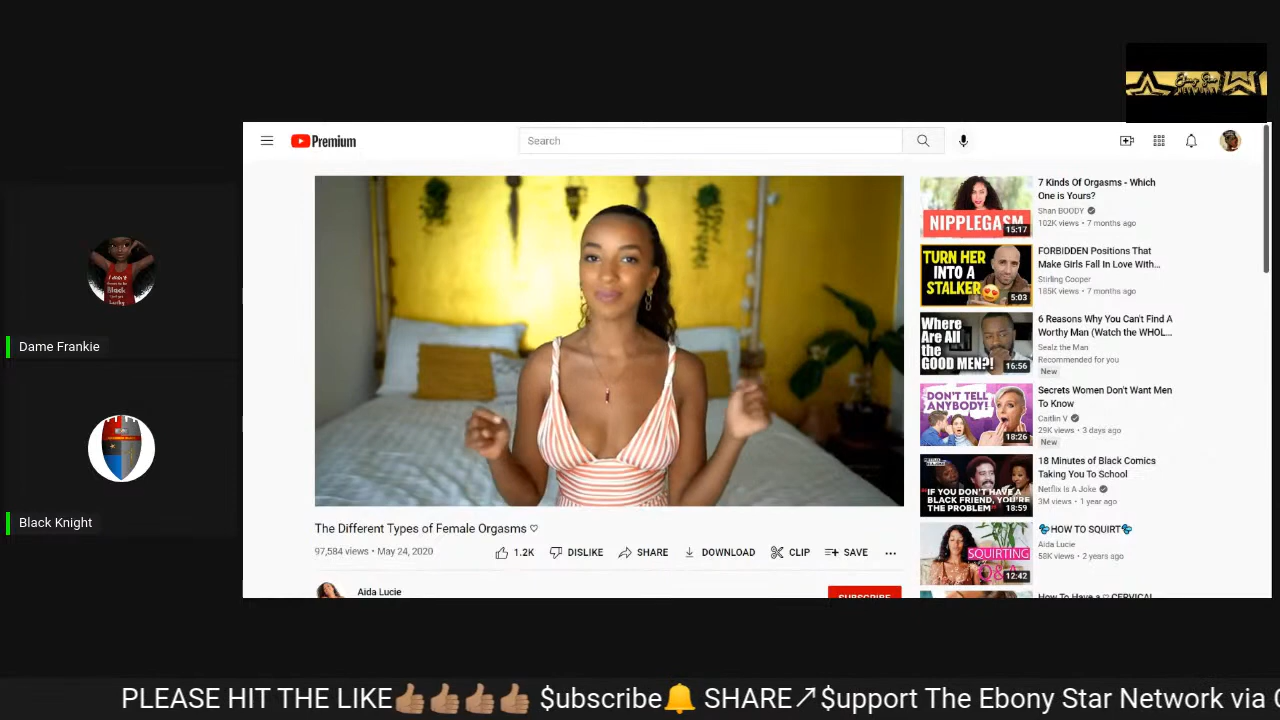 Premium
Search
The Different Types of Female Orgasms ♡
97,584 views • May 24, 2020
1.2K
DISLIKE
SHARE
DOWNLOAD
CLIP
SAVE
Aida Lucie
SUBSCRIBE
NIPPLEGASM
15:17
7 Kinds Of Orgasms - Which
One is Yours?
Shan BOODY
102K views • 7 months ago
TURN HER
INTO A
STALKER
5:03
FORBIDDEN Positions That
Make Girls Fall In Love With...
Stirling Cooper
185K views • 7 months ago
Where
Are All
the
GOOD MEN?!
16:56
6 Reasons Why You Can't Find A
Worthy Man (Watch the WHOL...
Sealz the Man
Recommended for you
New
DON'T TELL
ANYBODY!
18:26
Secrets Women Don't Want Men
To Know
Caitlin V
29K views • 3 days ago
New
IF YOU DON'T HAVE A
BLACK FRIEND, YOU'RE
THE PROBLEM
18:59
18 Minutes of Black Comics
Taking You To School
Netflix Is A Joke
3M views • 1 year ago
SQUIRTING
Q&A
12:42
HOW TO SQUIRT
Aida Lucie
58K views • 2 years ago
How To Have a ♡ CERVICAL
Dame Frankie
Black Knight
PLEASE HIT THE LIKE👍🏽👍🏽👍🏽👍🏽 $ubscribe🔔 SHARE↗$upport The Ebony Star Network via